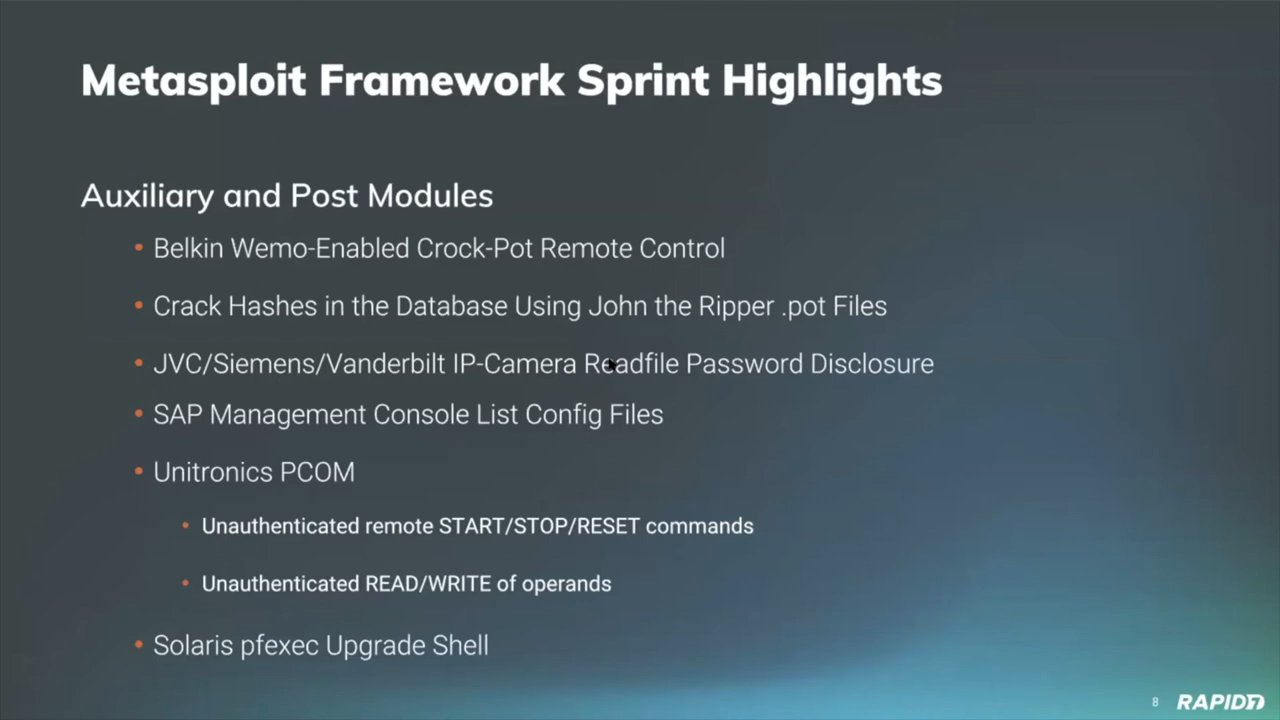 Metasploit Framework Sprint Highlights
Auxiliary and Post Modules
• Belkin Wemo-Enabled Crock-Pot Remote Control
• Crack Hashes in the Database Using John the Ripper .pot Files
• JVC/Siemens/Vanderbilt IP-Camera Readfile Password Disclosure
• SAP Management Console List Config Files
• Unitronics PCOM
• Unauthenticated remote START/STOP/RESET commands
• Unauthenticated READ/WRITE of operands
• Solaris pfexec Upgrade Shell
8 RAPID7